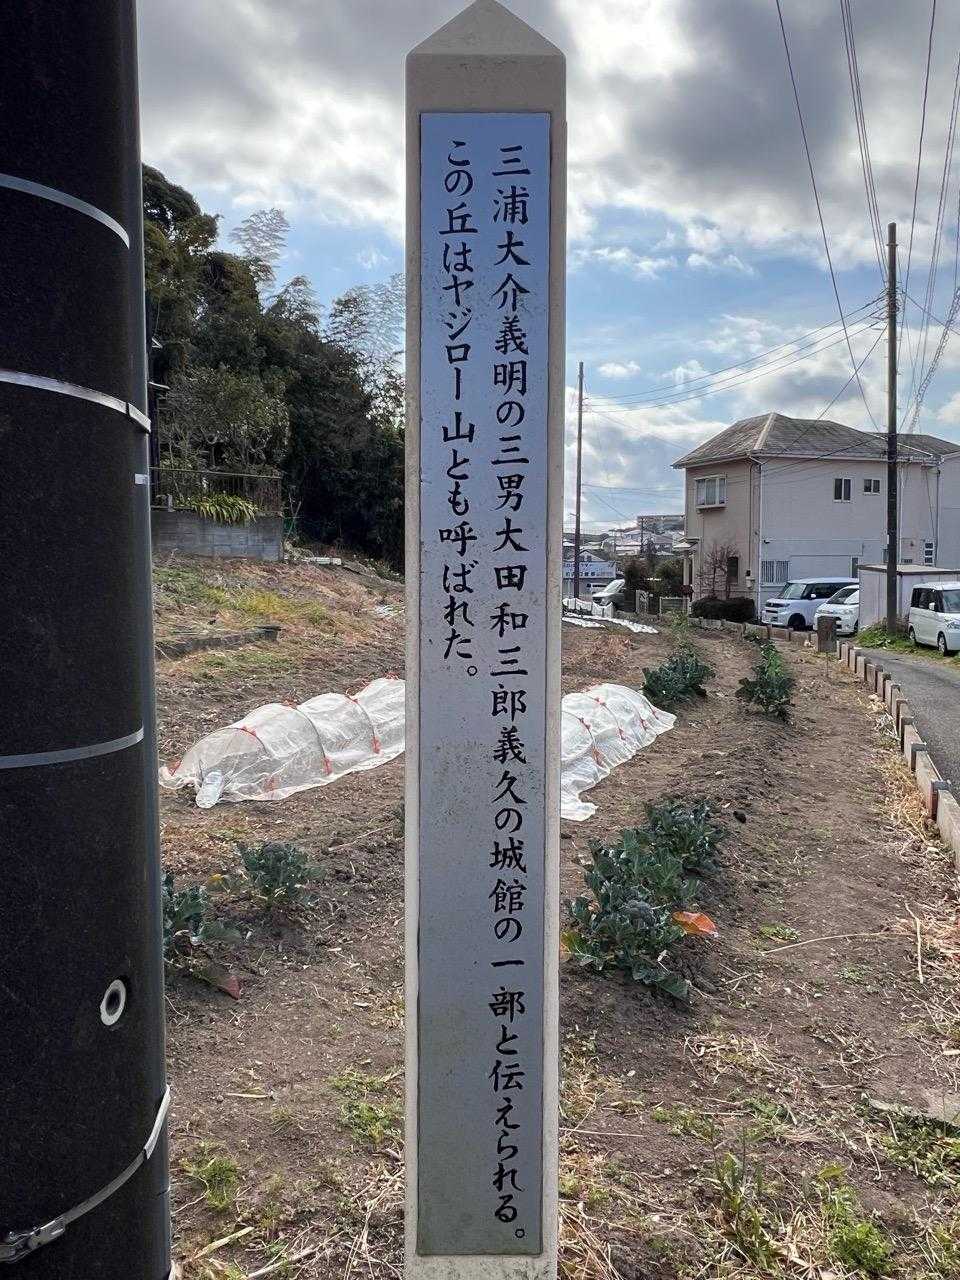 三浦大介義明の三男大田和三郎義久の城館の一部と伝えられる。
この丘はヤジロー山とも呼ばれた。